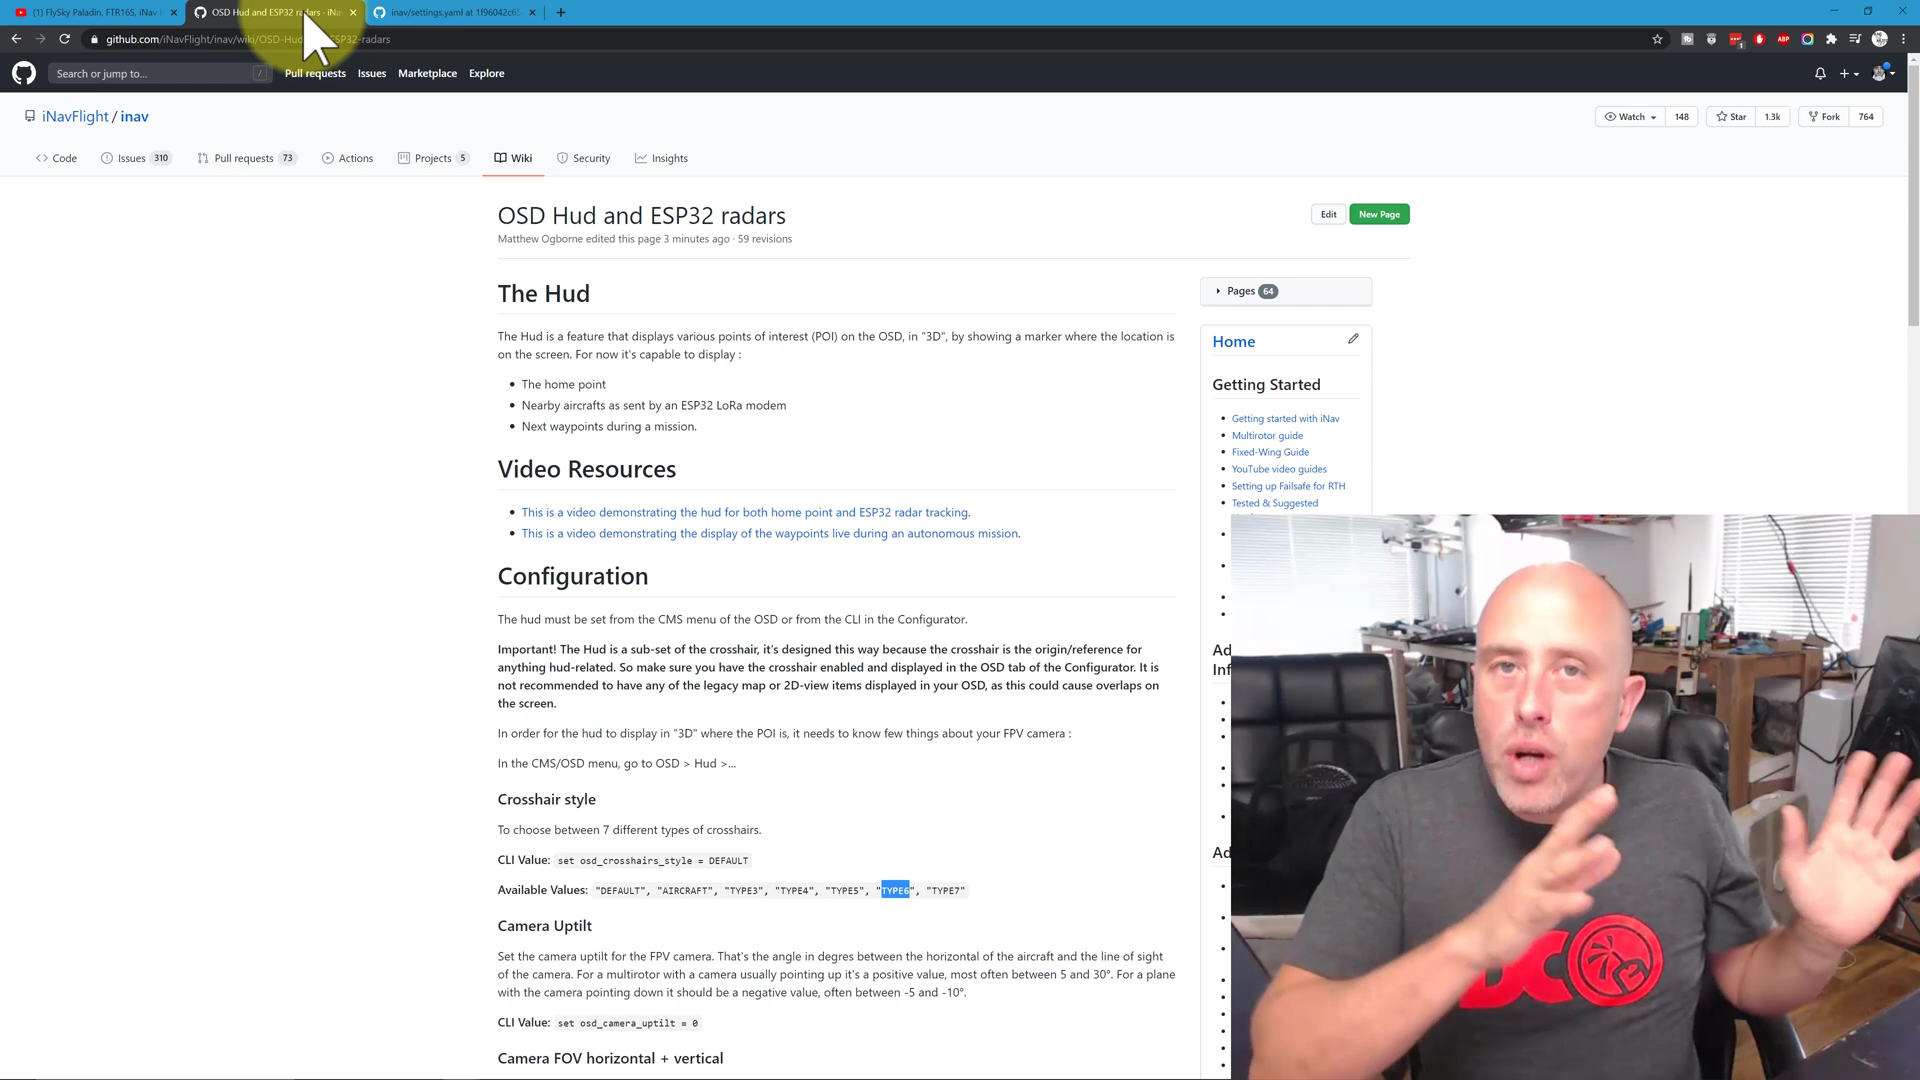 (1) FlySky Paladin, FTR16S, iNav
OSD Hud and ESP32 radars · iNa
inav/settings.yaml at 1f96042c6
github.com/iNavFlight/inav/wiki/OSD-Hu ESP32-radars
Search or jump to...
/
Pull requests
Issues
Marketplace
Explore
iNavFlight / inav
Watch
148
Star
1.3k
Fork
764
Code
Issues 310
Pull requests 73
Actions
Projects 5
Wiki
Security
Insights
OSD Hud and ESP32 radars
Edit
New Page
Matthew Ogborne edited this page 3 minutes ago · 59 revisions
The Hud
The Hud is a feature that displays various points of interest (POI) on the OSD, in "3D", by showing a marker where the location is
on the screen. For now it's capable to display :
The home point
Nearby aircrafts as sent by an ESP32 LoRa modem
Next waypoints during a mission.
Video Resources
This is a video demonstrating the hud for both home point and ESP32 radar tracking.
This is a video demonstrating the display of the waypoints live during an autonomous mission.
Configuration
The hud must be set from the CMS menu of the OSD or from the CLI in the Configurator.
Important! The Hud is a sub-set of the crosshair, it's designed this way because the crosshair is the origin/reference for
anything hud-related. So make sure you have the crosshair enabled and displayed in the OSD tab of the Configurator. It is
not recommended to have any of the legacy map or 2D-view items displayed in your OSD, as this could cause overlaps on
the screen.
In order for the hud to display in "3D" where the POI is, it needs to know few things about your FPV camera :
In the CMS/OSD menu, go to OSD > Hud >...
Crosshair style
To choose between 7 different types of crosshairs.
CLI Value: set osd_crosshairs_style = DEFAULT
Available Values: "DEFAULT", "AIRCRAFT", "TYPE3", "TYPE4", "TYPE5", "TYPE6", "TYPE7"
Camera Uptilt
Set the camera uptilt for the FPV camera. That's the angle in degres between the horizontal of the aircraft and the line of sight
of the camera. For a multirotor with a camera usually pointing up it's a positive value, most often between 5 and 30°. For a plane
with the camera pointing down it should be a negative value, often between -5 and -10°.
CLI Value: set osd_camera_uptilt = 0
Camera FOV horizontal + vertical
Pages 64
Home
Getting Started
Getting started with iNav
Multirotor guide
Fixed-Wing Guide
YouTube video guides
Setting up Failsafe for RTH
Tested & Suggested
Ad
Inf
Ad